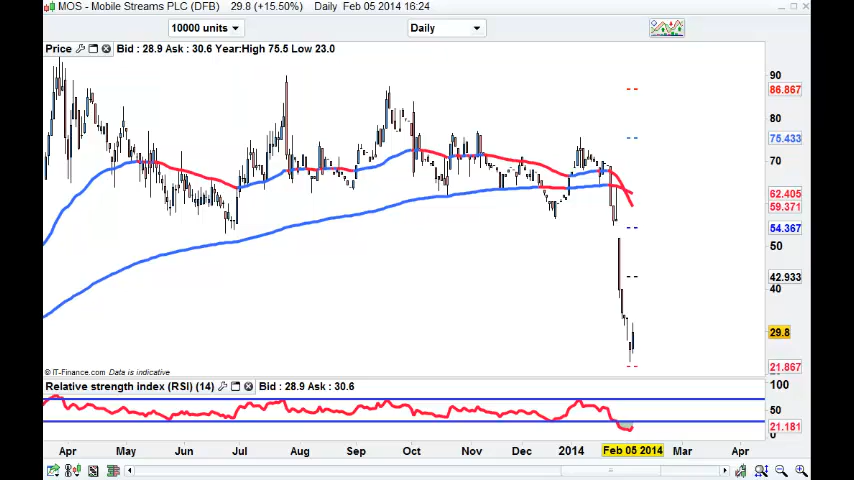 MOS - Mobile Streams PLC (DFB) 29.8 (+15.50%) Daily Feb 05 2014 16:24
10000 units Daily
Price Bid : 28.9 Ask : 30.6 Year:High 75.5 Low 23.0
90
86.867
80
75.433
70
62.405
59.371
54.367
50
42.933
40
29.8
21.867
© IT-Finance.com Data is indicative
Relative strength index (RSI) (14) Bid : 28.9 Ask : 30.6
100
50
21.181
0
Apr May Jun Jul Aug Sep Oct Nov Dec 2014 Feb 05 2014 Mar Apr